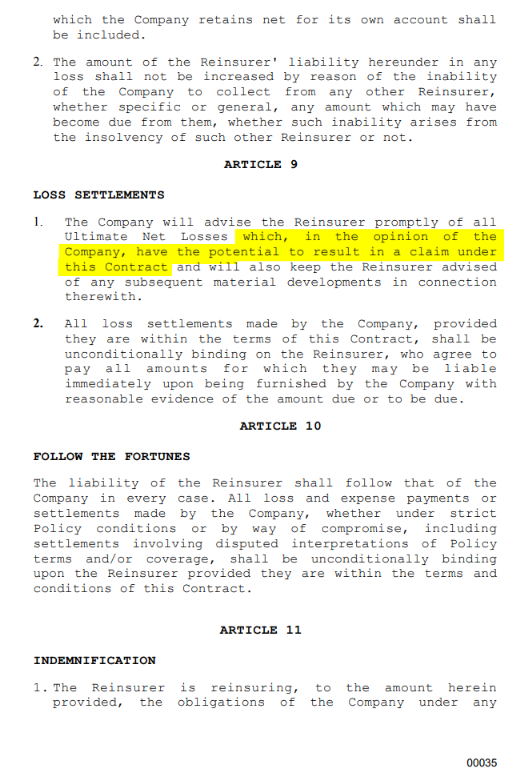 which the Company retains net for its own account shall
be included.
2. The amount of the Reinsurer' liability hereunder in any
loss shall not be increased by reason of the inability
of the Company to collect from any other Reinsurer,
whether specific or general, any amount which may have
become due from them, whether such inability arises from
the insolvency of such other Reinsurer or not.
ARTICLE 9
LOSS SETTLEMENTS
1. The Company will advise the Reinsurer promptly of all
Ultimate Net Losses which, in the opinion of the
Company, have the potential to result in a claim under
this Contract and will also keep the Reinsurer advised
of any subsequent material developments in connection
therewith.
2. All loss settlements made by the Company, provided
they are within the terms of this Contract, shall be
unconditionally binding on the Reinsurer, who agree to
pay all amounts for which they may be liable
immediately upon being furnished by the Company with
reasonable evidence of the amount due or to be due.
ARTICLE 10
FOLLOW THE FORTUNES
The liability of the Reinsurer shall follow that of the
Company in every case. All loss and expense payments or
settlements made by the Company, whether under strict
Policy conditions or by way of compromise, including
settlements involving disputed interpretations of Policy
terms and/or coverage, shall be unconditionally binding
upon the Reinsurer provided they are within the terms and
conditions of this Contract.
ARTICLE 11
INDEMNIFICATION
1. The Reinsurer is reinsuring, to the amount herein
provided, the obligations of the Company under any
00035